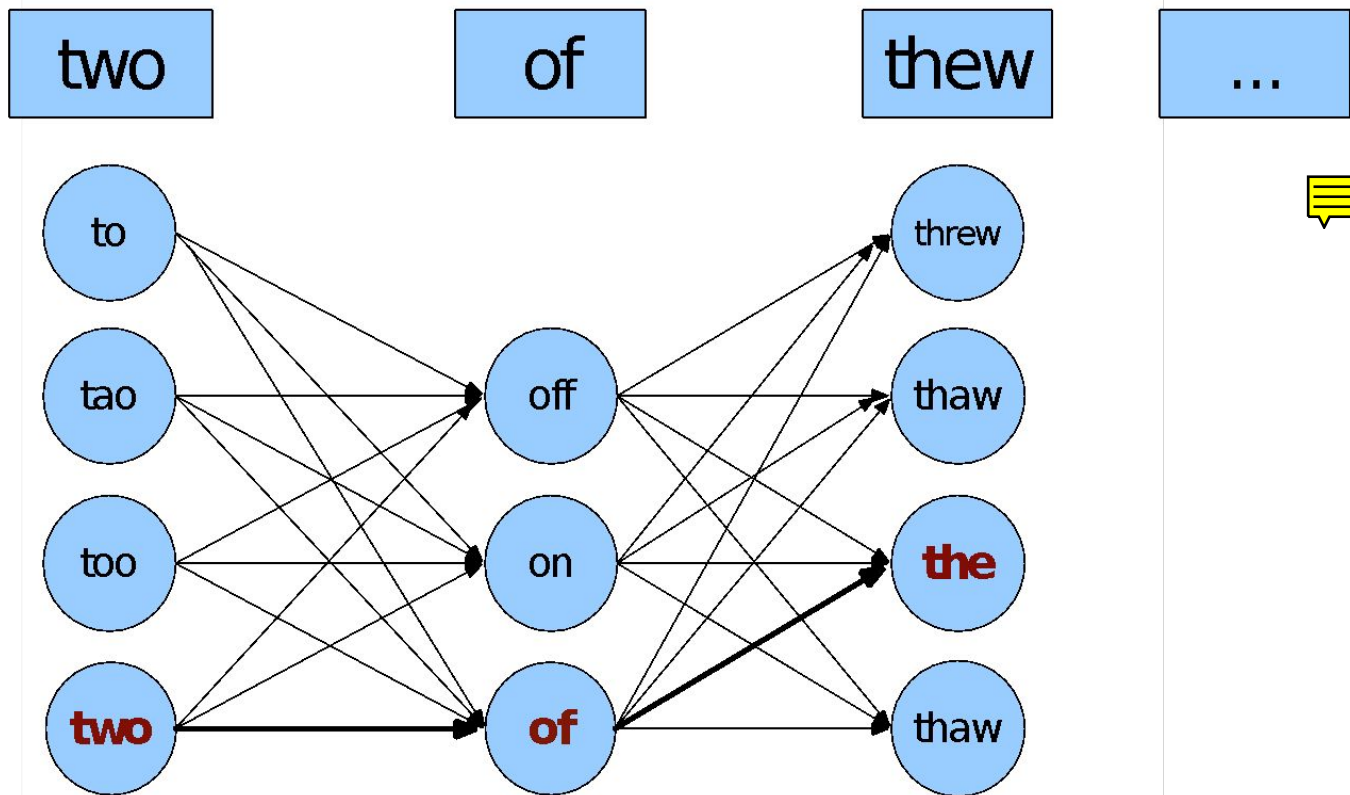 two of thew ...
to threw
tao off thaw
too on the
two of thaw